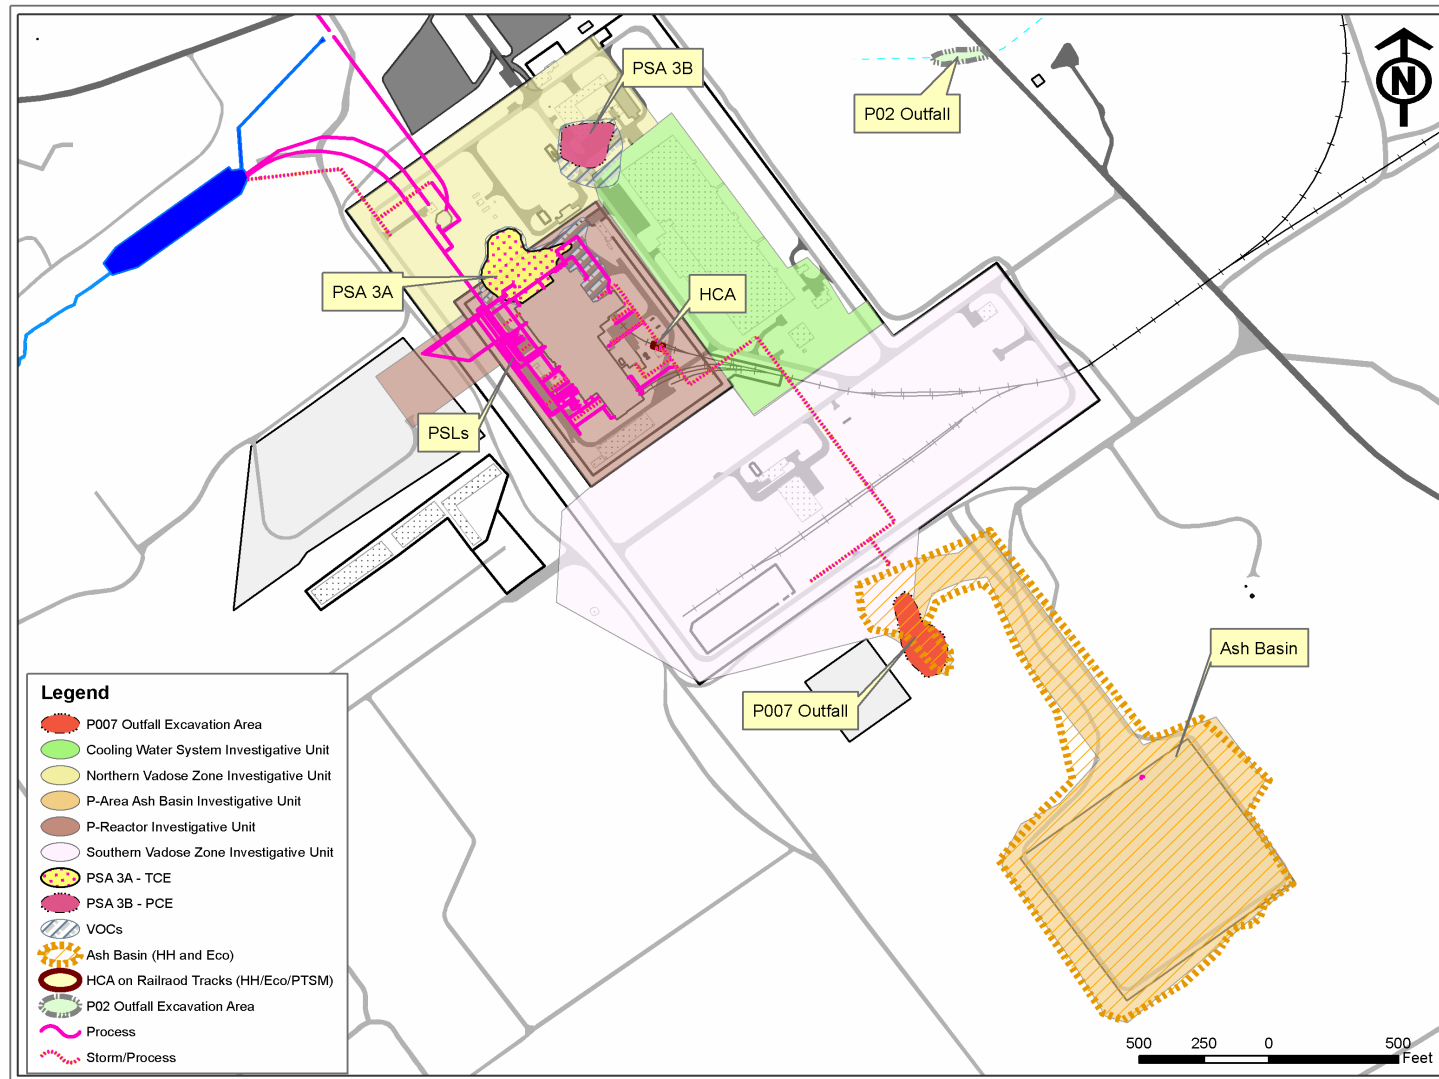 PSA 3B
P02 Outfall
N
PSA 3A
HCA
PSLs
Ash Basin
P007 Outfall
Legend
P007 Outfall Excavation Area
Cooling Water System Investigative Unit
Northern Vadose Zone Investigative Unit
P-Area Ash Basin Investigative Unit
P-Reactor Investigative Unit
Southern Vadose Zone Investigative Unit
PSA 3A - TCE
PSA 3B - PCE
VOCs
Ash Basin (HH and Eco)
HCA on Railraod Tracks (HH/Eco/PTSM)
P02 Outfall Excavation Area
Process
Storm/Process
500 250 0 500
Feet